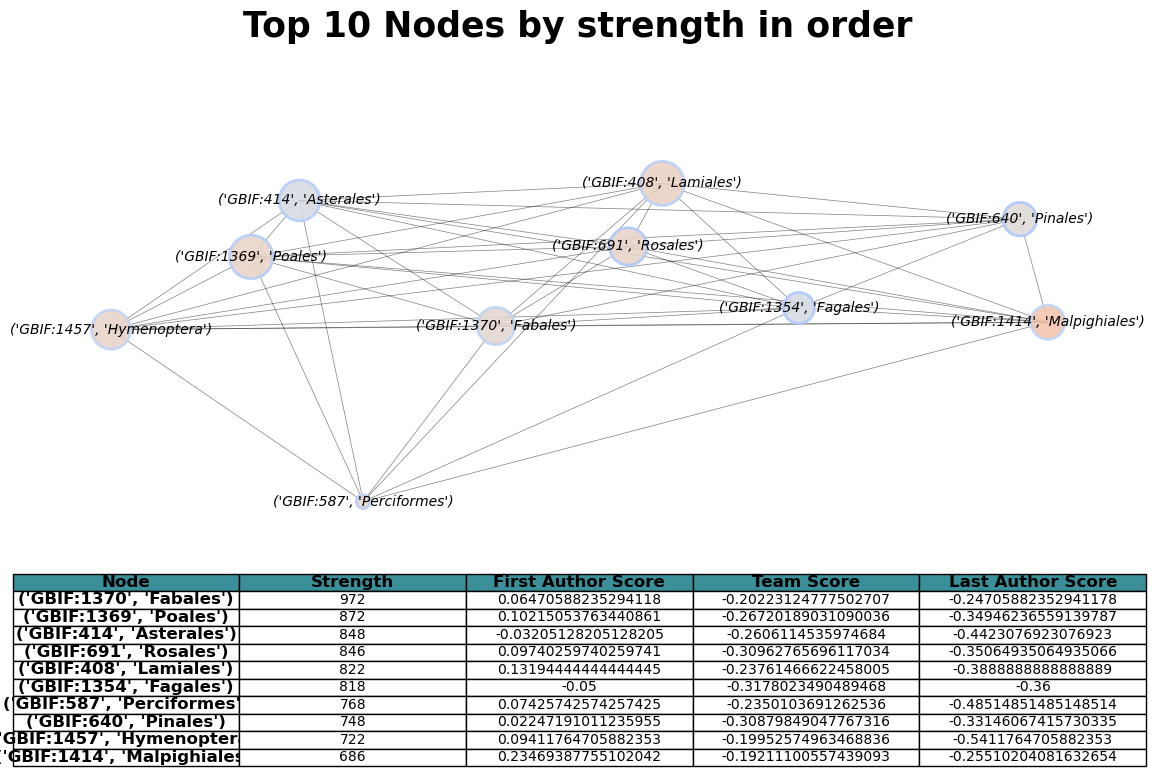 Top 10 Nodes by strength in order
('GBIF:408', 'Lamiales')
('GBIF:414', 'Asterales')
('GBIF:640', 'Pinales')
('GBIF:691', 'Rosales')
('GBIF:1369', 'Poales')
('GBIF:1354', 'Fagales')
('GBIF:1414', 'Malpighiales')
('GBIF:1370', 'Fabales')
('GBIF:1457', 'Hymenoptera')
('GBIF:587', 'Perciformes')
Node Strength First Author Score Team Score Last Author Score
('GBIF:1370', 'Fabales') 972 0.06470588235294118 -0.20223124777502707 -0.24705882352941178
('GBIF:1369', 'Poales') 872 0.10215053763440861 -0.26720189031090036 -0.34946236559139787
('GBIF:414', 'Asterales') 848 -0.03205128205128205 -0.2606114535974684 -0.4423076923076923
('GBIF:691', 'Rosales') 846 0.09740259740259741 -0.30962765696117034 -0.35064935064935066
('GBIF:408', 'Lamiales') 822 0.13194444444444445 -0.23761466622458005 -0.3888888888888889
('GBIF:1354', 'Fagales') 818 -0.05 -0.3178023490489468 -0.36
('GBIF:587', 'Perciformes' 768 0.07425742574257425 -0.2350103691262536 -0.48514851485148514
('GBIF:640', 'Pinales') 748 0.02247191011235955 -0.30879849047767316 -0.33146067415730335
'GBIF:1457', 'Hymenopter 722 0.09411764705882353 -0.19952574963468836 -0.5411764705882353
('GBIF:1414', 'Malpighiales 686 0.23469387755102042 -0.19211100557439093 -0.25510204081632654